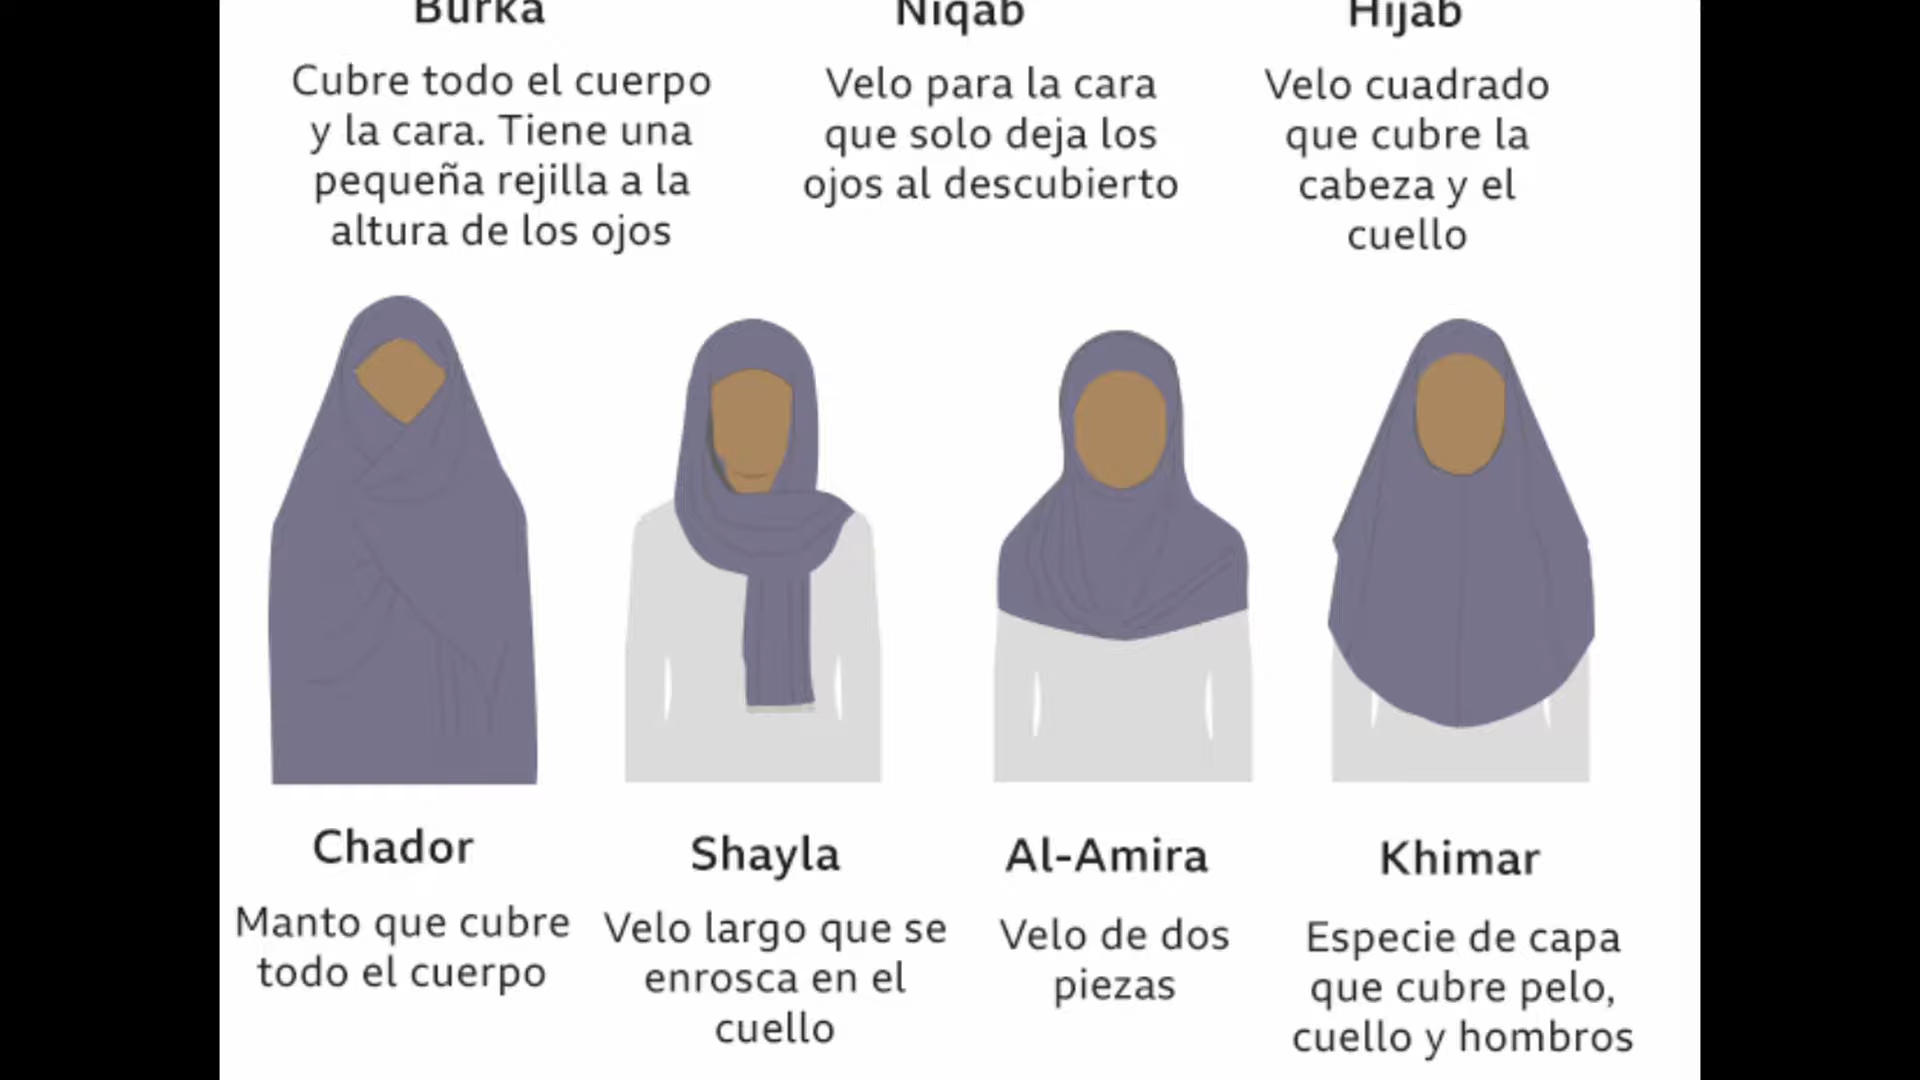 Burka
Niqab
Hijab
Cubre todo el cuerpo
y la cara. Tiene una
pequeña rejilla a la
altura de los ojos
Velo para la cara
que solo deja los
ojos al descubierto
Velo cuadrado
que cubre la
cabeza y el
cuello
Chador
Manto que cubre
todo el cuerpo
Shayla
Velo largo que se
enrosca en el
cuello
Al-Amira
Velo de dos
piezas
Khimar
Especie de capa
que cubre pelo,
cuello y hombros